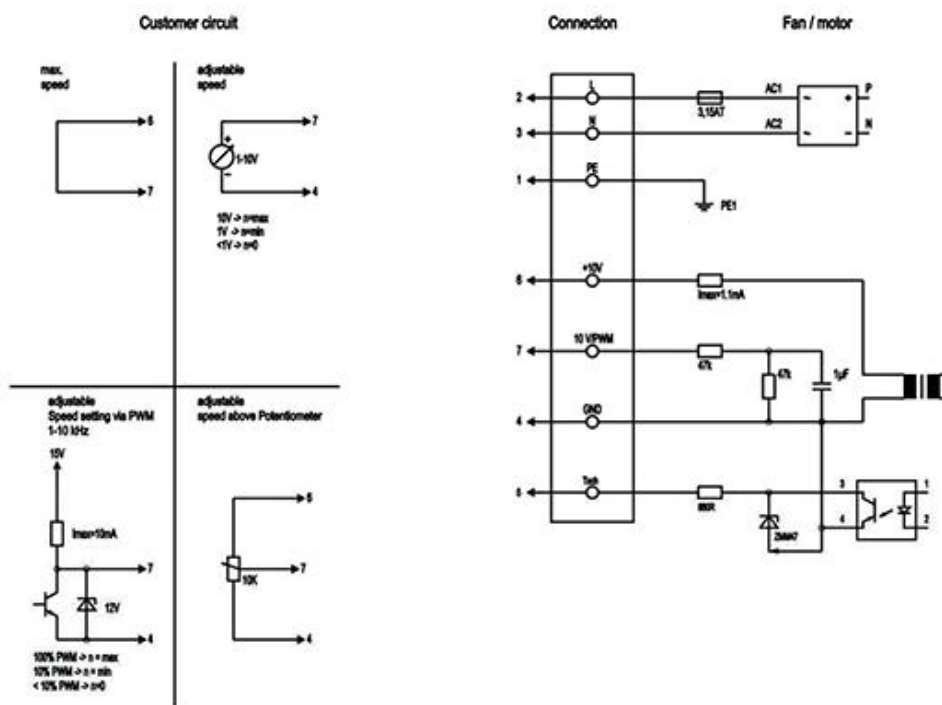 Customer circuit
Connection
Fan / motor
max.
speed
6
7
adjustable
speed
7
+
1-10V
–
4
10V -> n=max
1V -> n=min
<1V -> n=0
adjustable
Speed setting via PWM
1-10 kHz
15V
Imax=10mA
7
12V
4
100% PWM -> n = max
10% PWM -> n = min
< 10% PWM -> n=0
adjustable
speed above Potentiometer
7
10K
4
2
L
3,15AT
AC1
~
+
P
3
N
AC2
~
–
N
1
PE
PE1
6
+10V
Imax=1.1mA
7
10 V/PWM
47k
47k
1µF
4
GND
5
Tach
3
1
4
2